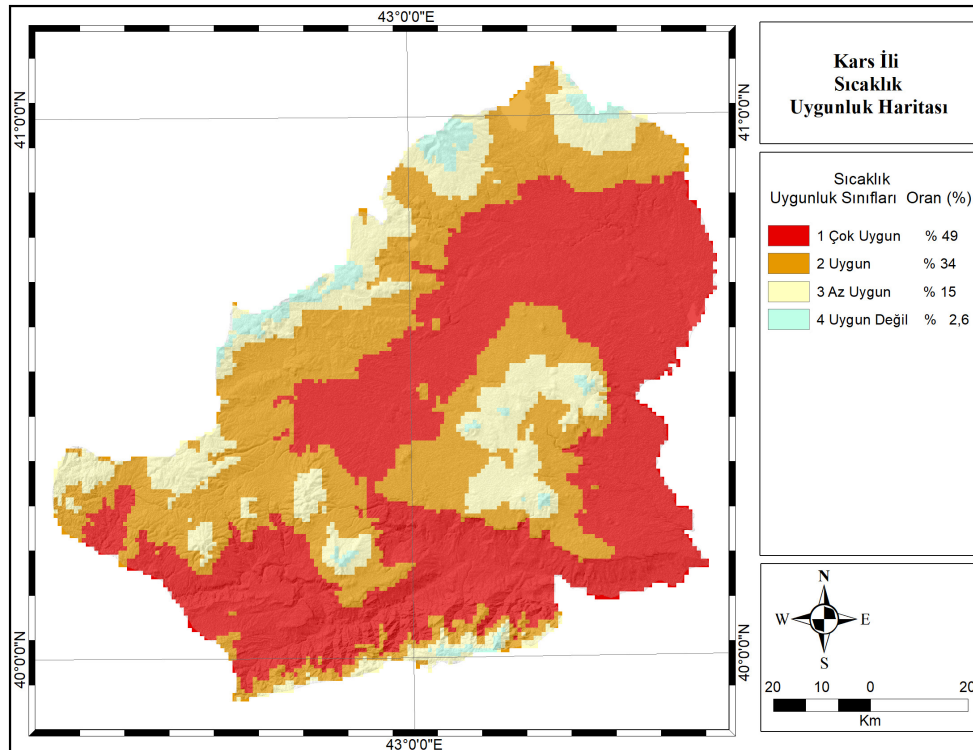 43°0'0"E
41°0'0"N
41°0'0"N
40°0'0"N
40°0'0"N
43°0'0"E
Kars İli
Sıcaklık
Uygunluk Haritası
Sıcaklık
Uygunluk Sınıfları Oran (%)
1 Çok Uygun % 49
2 Uygun % 34
3 Az Uygun % 15
4 Uygun Değil % 2,6
N
W E
S
20 10 0 20
Km